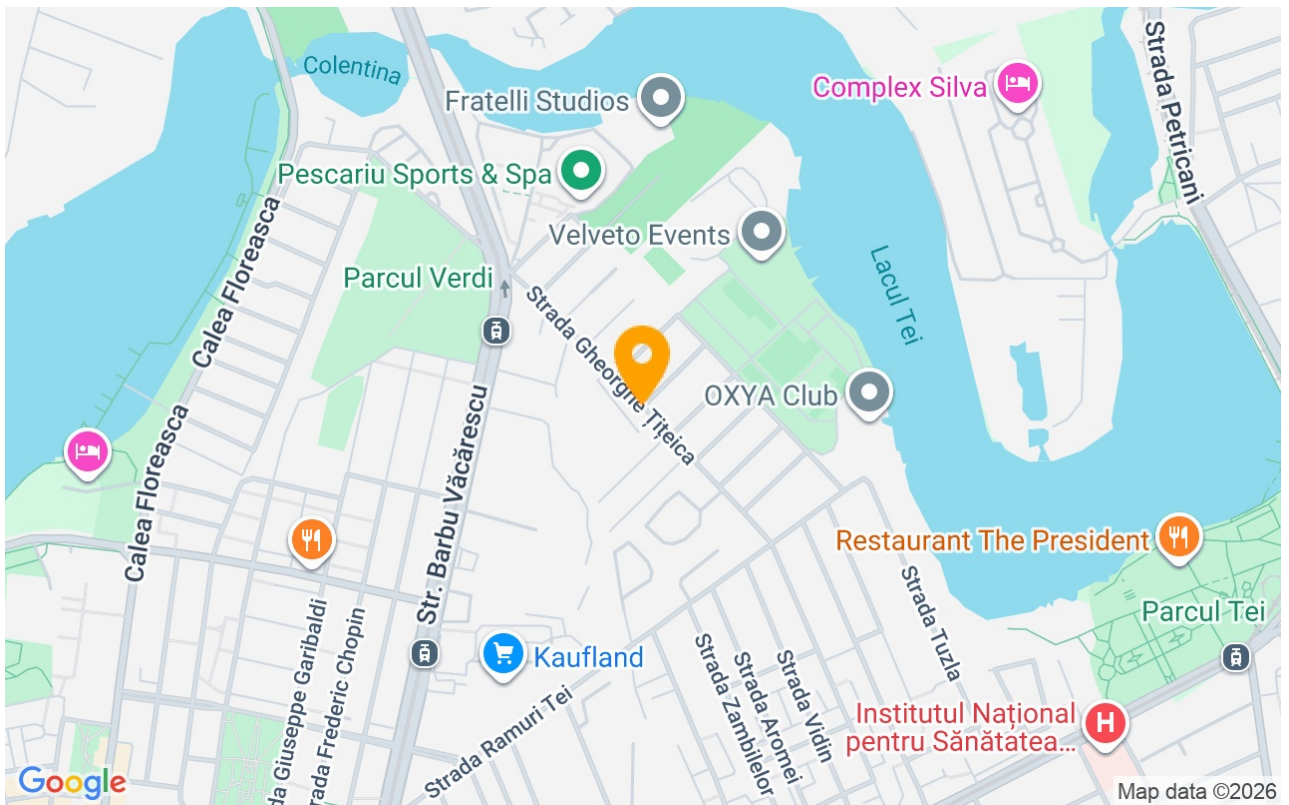 Strada Petricani
Colentina
Complex Silva
Fratelli Studios
Pescariu Sports & Spa
Velveto Events
Calea Floreasca
Parcul Verdi
Lacul Tei
Strada Gheorghe Țițeica
OXYA Club
Calea Floreasca
Str. Barbu Văcărescu
Restaurant The President
Strada Tuzla
Parcul Tei
da Giuseppe Garibaldi
rada Frederic Chopin
Kaufland
Strada Ramuri Tei
Strada Zambilelor
Strada Aromei
Strada Vidin
Institutul Național
pentru Sănătatea...
H
Google
Map data ©2026